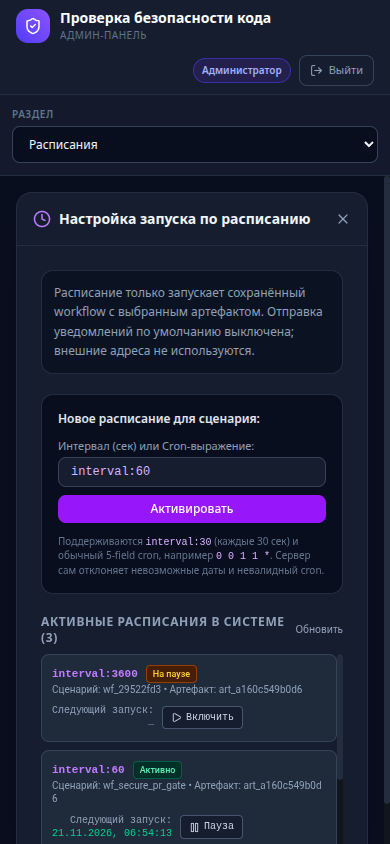 Проверка безопасности кода
АДМИН-ПАНЕЛЬ
Администратор
Выйти
РАЗДЕЛ
Расписания
Настройка запуска по расписанию
Расписание только запускает сохранённый
workflow с выбранным артефактом. Отправка
уведомлений по умолчанию выключена;
внешние адреса не используются.
Новое расписание для сценария:
Интервал (сек) или Cron-выражение:
interval:60
Активировать
Поддерживаются interval:30 (каждые 30 сек) и
обычный 5-field cron, например 0 0 1 1 *. Сервер
сам отклоняет невозможные даты и невалидный cron.
АКТИВНЫЕ РАСПИСАНИЯ В СИСТЕМЕ
(3)
Обновить
interval:3600 На паузе
Сценарий: wf_29522fd3 • Артефакт: art_a160c549b0d6
Следующий запуск:
—
Включить
interval:60 Активно
Сценарий: wf_secure_pr_gate • Артефакт: art_a160c549b0d
6
Следующий запуск:
21.11.2026, 06:54:13
Пауза